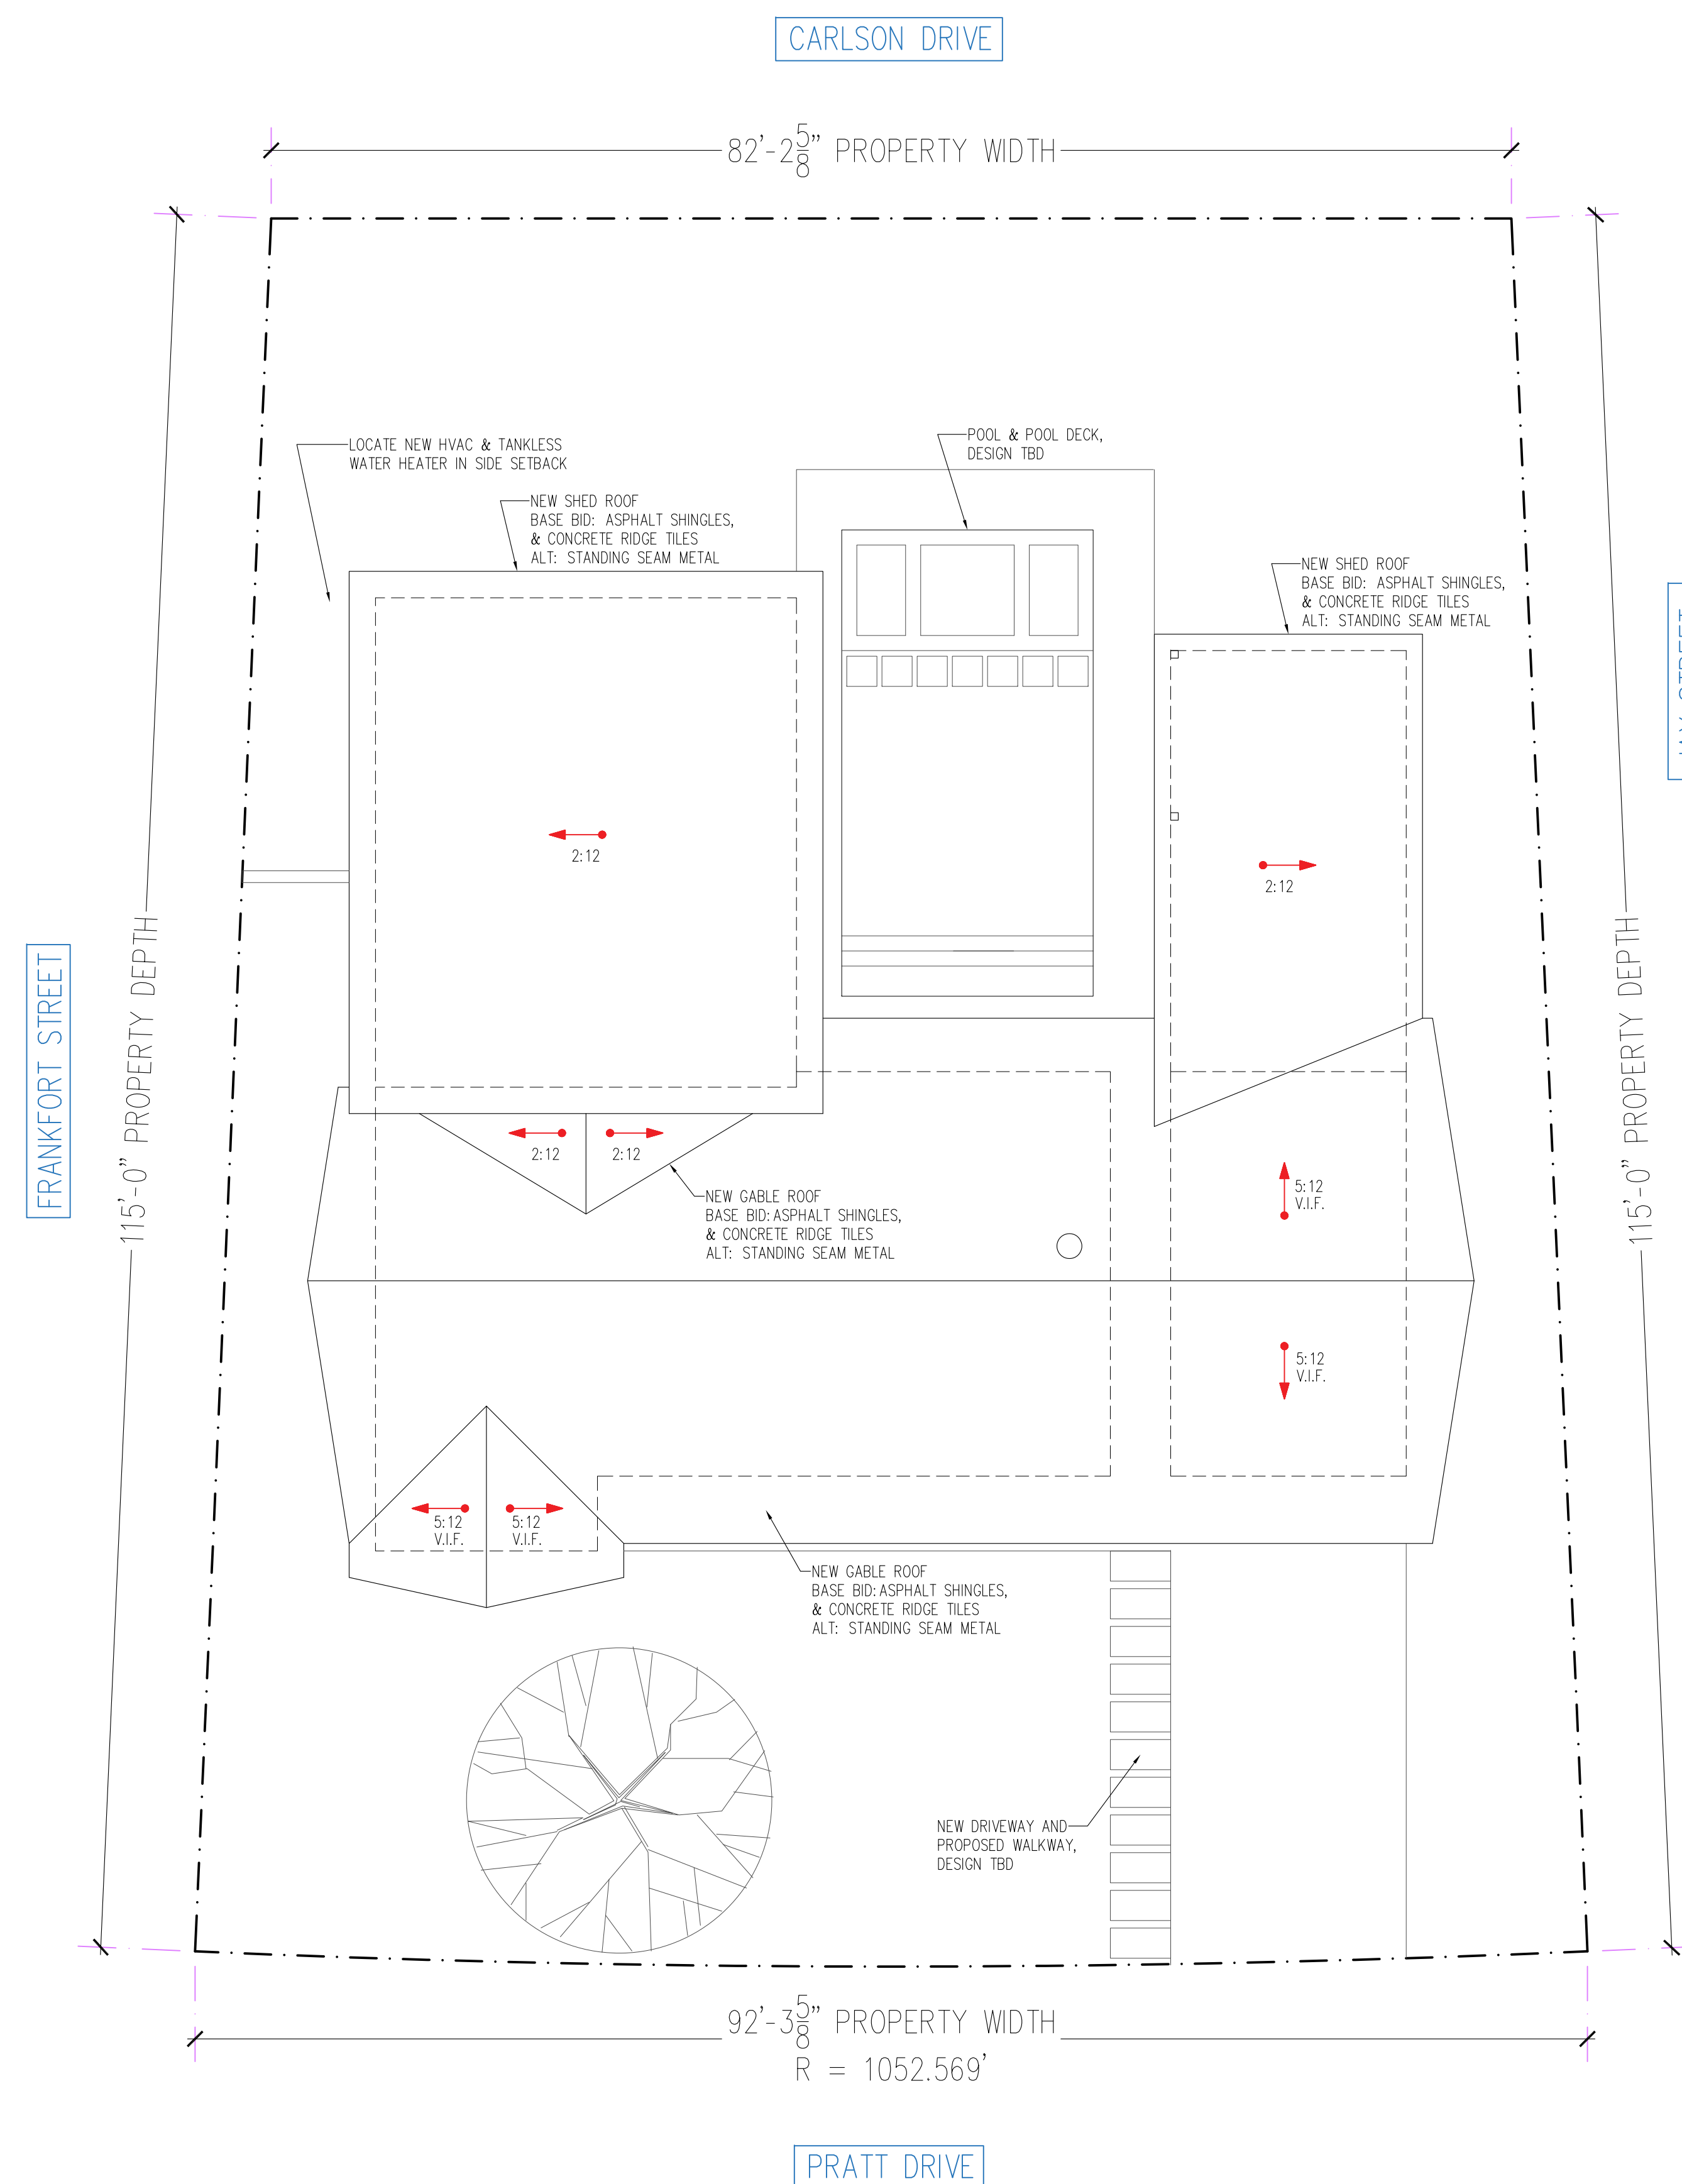 CARLSON DRIVE
82'-2 5/8" PROPERTY WIDTH
LOCATE NEW HVAC & TANKLESS
WATER HEATER IN SIDE SETBACK
POOL & POOL DECK,
DESIGN TBD
NEW SHED ROOF
BASE BID: ASPHALT SHINGLES,
& CONCRETE RIDGE TILES
ALT: STANDING SEAM METAL
NEW SHED ROOF
BASE BID: ASPHALT SHINGLES,
& CONCRETE RIDGE TILES
ALT: STANDING SEAM METAL
2:12
2:12
FRANKFORT STREET
115'-0" PROPERTY DEPTH
115'-0" PROPERTY DEPTH
2:12
2:12
NEW GABLE ROOF
BASE BID: ASPHALT SHINGLES,
& CONCRETE RIDGE TILES
ALT: STANDING SEAM METAL
5:12
V.I.F.
5:12
V.I.F.
5:12
V.I.F.
5:12
V.I.F.
NEW GABLE ROOF
BASE BID: ASPHALT SHINGLES,
& CONCRETE RIDGE TILES
ALT: STANDING SEAM METAL
NEW DRIVEWAY AND
PROPOSED WALKWAY,
DESIGN TBD
92'-3 5/8" PROPERTY WIDTH
R = 1052.569'
PRATT DRIVE